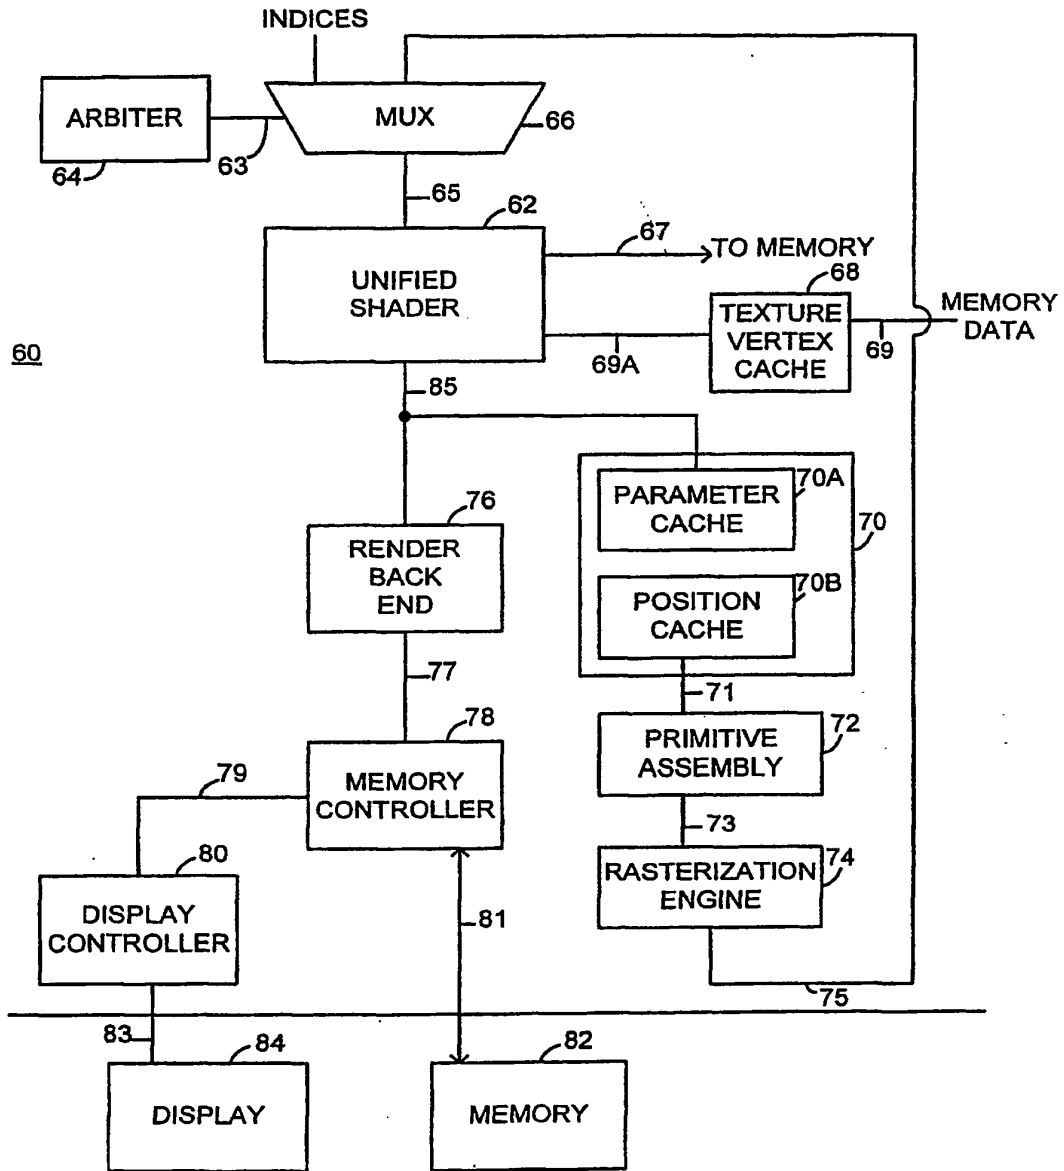 INDICES
ARBITER
MUX
66
64
63
65
62
UNIFIED
SHADER
67
TO MEMORY
68
TEXTURE
VERTEX
CACHE
MEMORY
DATA
69
69A
60
85
76
RENDER
BACK
END
70A
PARAMETER
CACHE
70
70B
POSITION
CACHE
77
71
78
MEMORY
CONTROLLER
72
PRIMITIVE
ASSEMBLY
79
73
80
DISPLAY
CONTROLLER
81
74
RASTERIZATION
ENGINE
75
83
84
DISPLAY
82
MEMORY